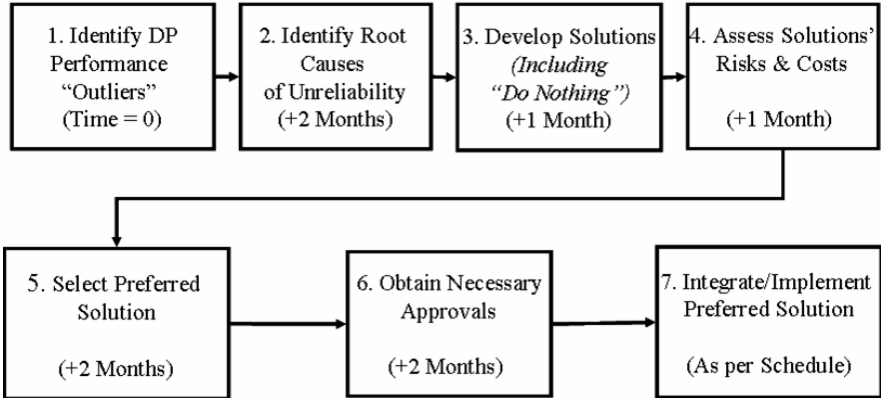 1. Identify DP
Performance
“Outliers”
(Time = 0)
2. Identify Root
Causes
of Unreliability
(+2 Months)
3. Develop Solutions
(Including
“Do Nothing”)
(+1 Month)
4. Assess Solutions’
Risks & Costs
(+1 Month)
5. Select Preferred
Solution
(+2 Months)
6. Obtain Necessary
Approvals
(+2 Months)
7. Integrate/Implement
Preferred Solution
(As per Schedule)